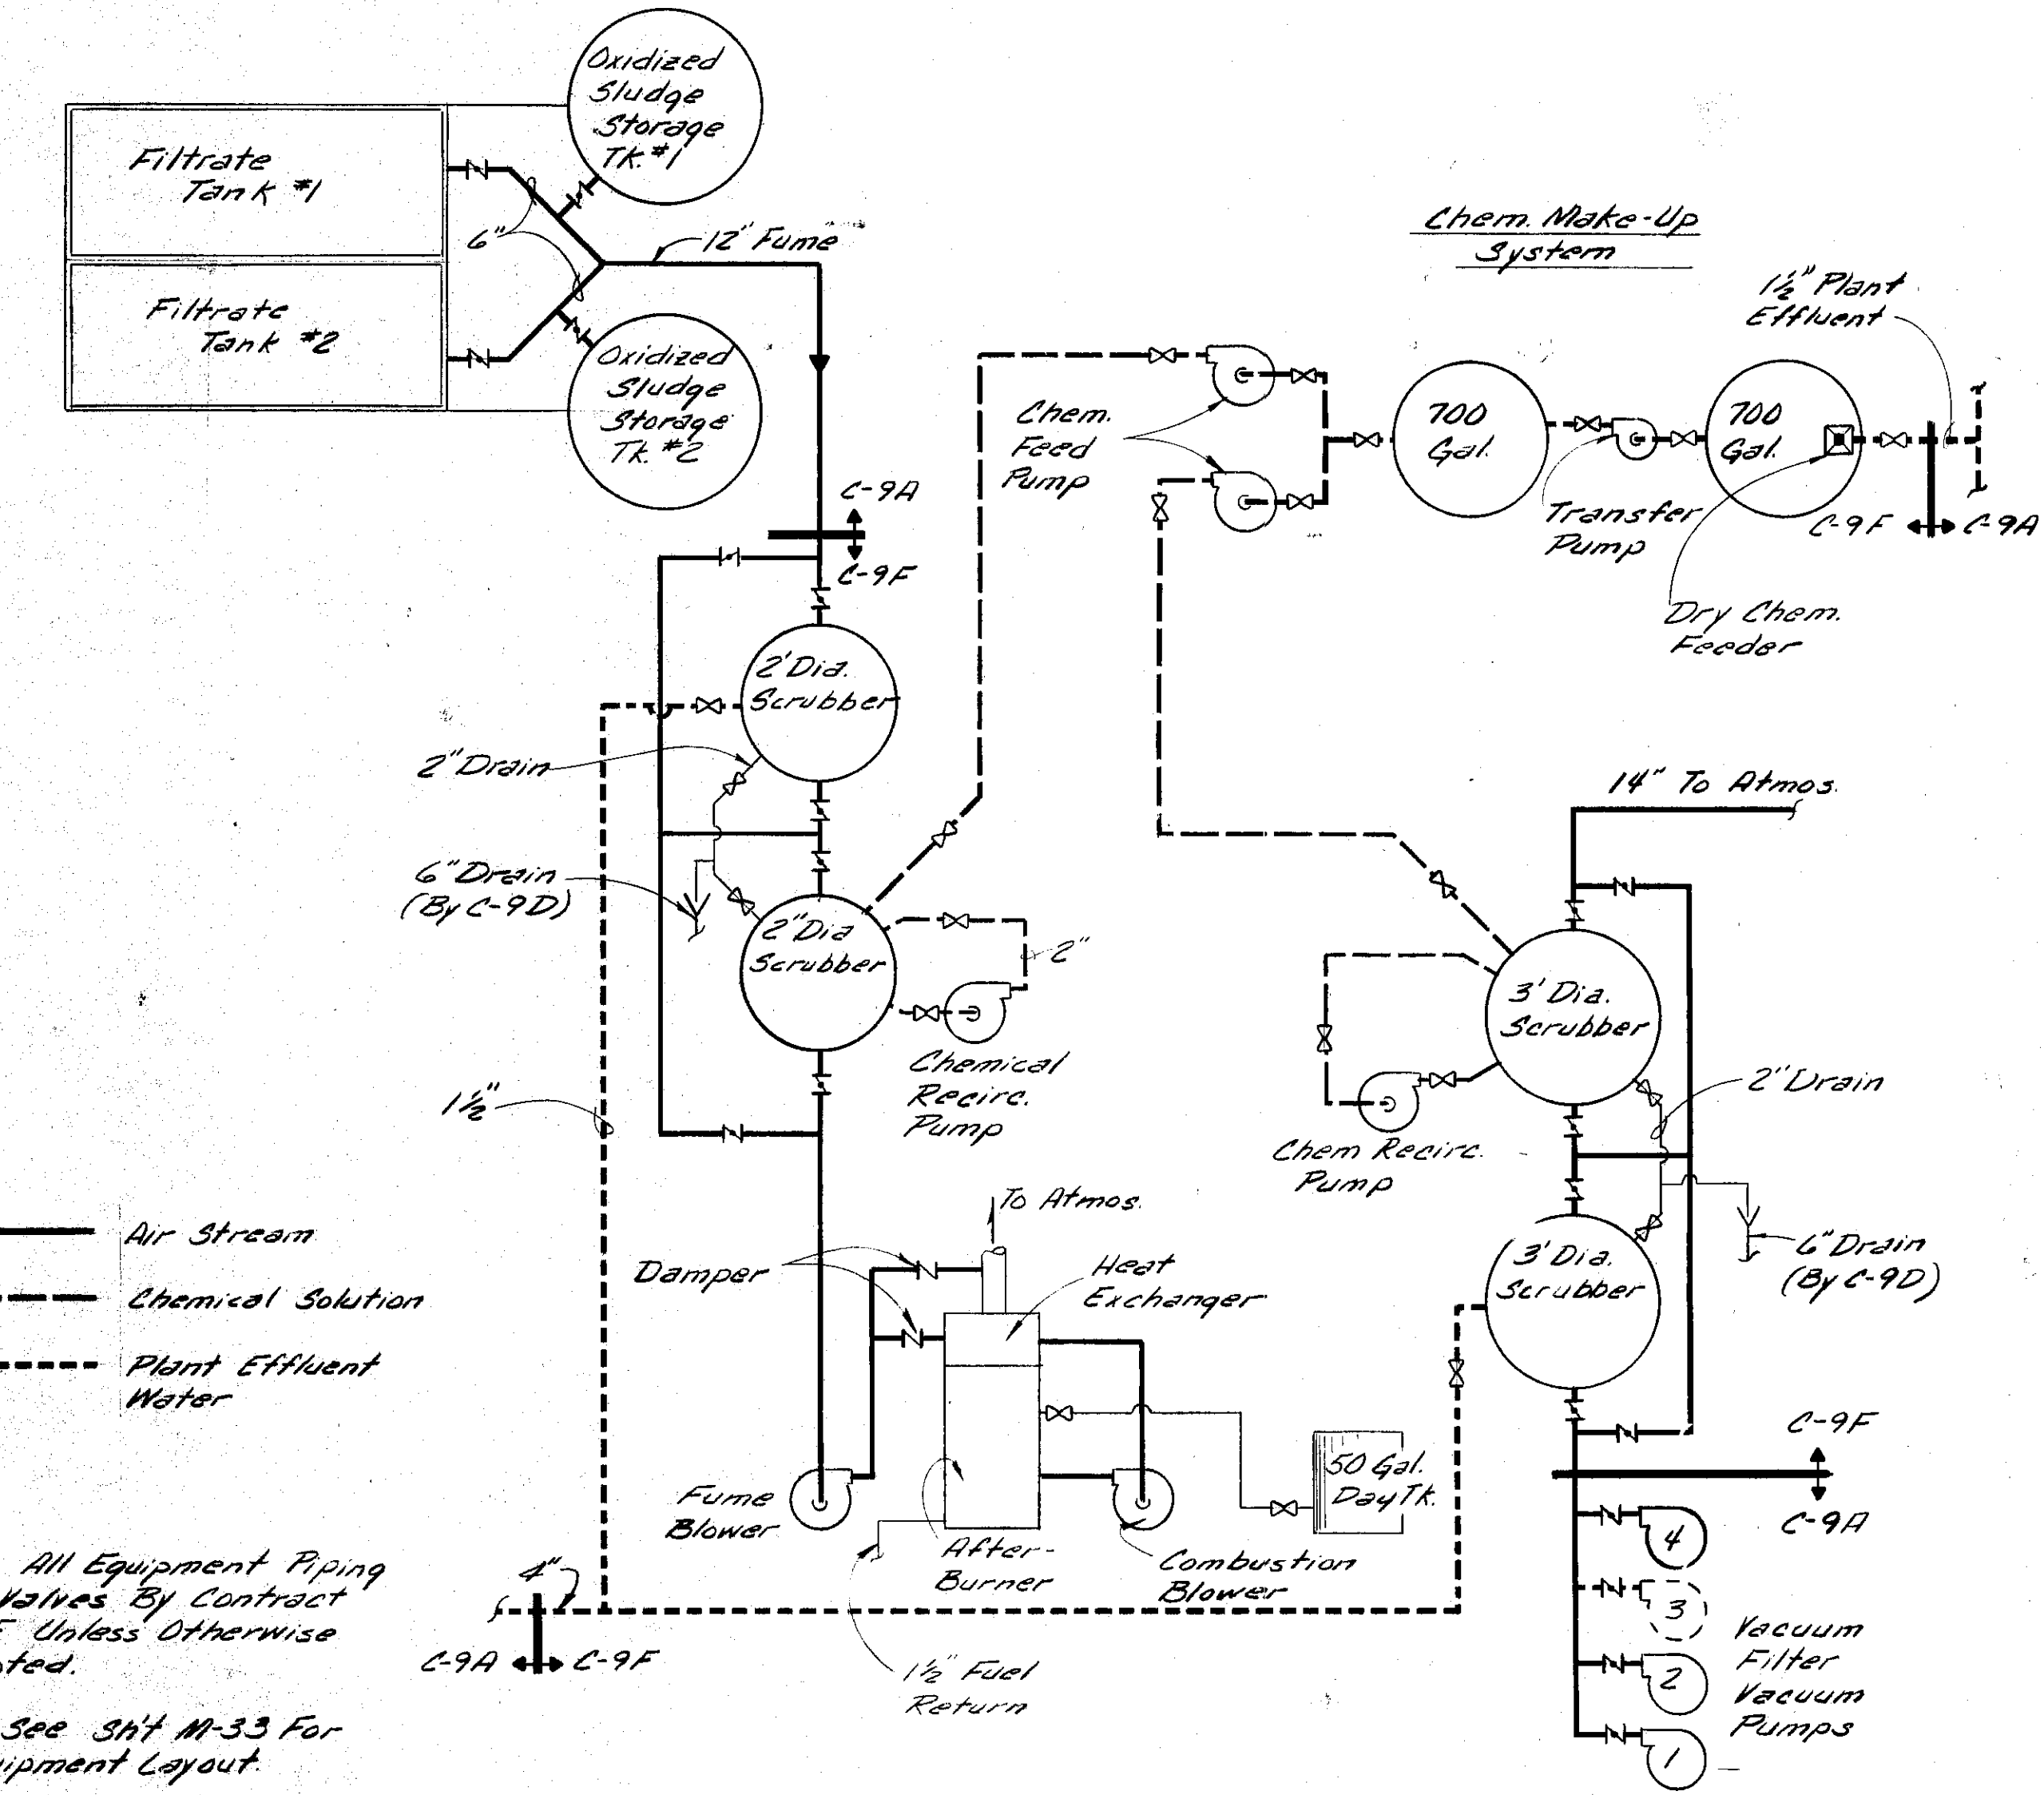 Oxidized
Sludge
Storage
Tk. #1
Filtrate
Tank #1
6"
12" Fume
Filtrate
Tank #2
Oxidized
Sludge
Storage
Tk. #2
C-9A
C-9F
Chem. Make-Up
System
1½" Plant
Effluent
Chem.
Feed
Pump
700
Gal.
700
Gal.
Transfer
Pump
C-9F
C-9A
Dry Chem.
Feeder
2' Dia.
Scrubber
2" Drain
6" Drain
(By C-9D)
2" Dia
Scrubber
2"
Chemical
Recirc.
Pump
1½"
14" To Atmos.
3' Dia.
Scrubber
Chem Recirc.
Pump
2" Drain
3' Dia.
Scrubber
6" Drain
(By C-9D)
To Atmos.
Damper
Heat
Exchanger
Air Stream
Chemical Solution
Plant Effluent
Water
Fume
Blower
After-
Burner
Combustion
Blower
50 Gal.
Day Tk.
1½" Fuel
Return
4"
C-9A
C-9F
C-9F
C-9A
4
3
2
1
Vacuum
Filter
Vacuum
Pumps
All Equipment Piping
Valves By Contract
Unless Otherwise
See Sh't M-33 For
Layout.